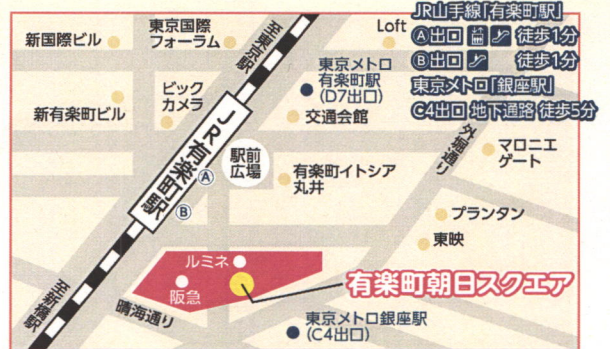 JR山手線「有楽町駅」
Ⓐ出口 徒歩1分
Ⓑ出口 徒歩1分
東京メトロ「銀座駅」
C4出口 地下通路 徒歩5分
新国際ビル
東京国際
フォーラム
至東京駅
Loft
東京メトロ
有楽町駅
(D7出口)
新有楽町ビル
ビック
カメラ
交通会館
外堀通り
マロニエ
ゲート
JR有楽町駅
Ⓐ
Ⓑ
駅前
広場
有楽町イトシア
丸井
プランタン
東映
ルミネ
阪急
有楽町朝日スクエア
至新橋駅
晴海通り
東京メトロ銀座駅
(C4出口)